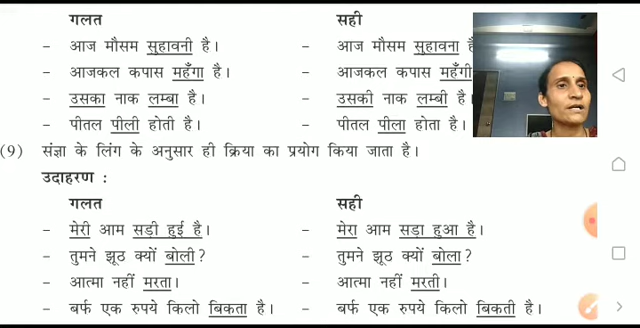 गलत सही
- आज मौसम सुहावनी है। - आज मौसम सुहावना
- आजकल कपास महँगा है। - आजकल कपास महँगी
- उसका नाक लम्बा है। - उसकी नाक लम्बी है
- पीतल पीली होती है। - पीतल पीला होता है।
(9) संज्ञा के लिंग के अनुसार ही क्रिया का प्रयोग किया जाता है।
उदाहरण :
गलत सही
- मेरी आम सड़ी हुई है। - मेरा आम सड़ा हुआ है।
- तुमने झूठ क्यों बोली? - तुमने झूठ क्यों बोला?
- आत्मा नहीं मरता। - आत्मा नहीं मरती।
- बर्फ एक रुपये किलो बिकता है। - बर्फ एक रुपये किलो बिकती है।